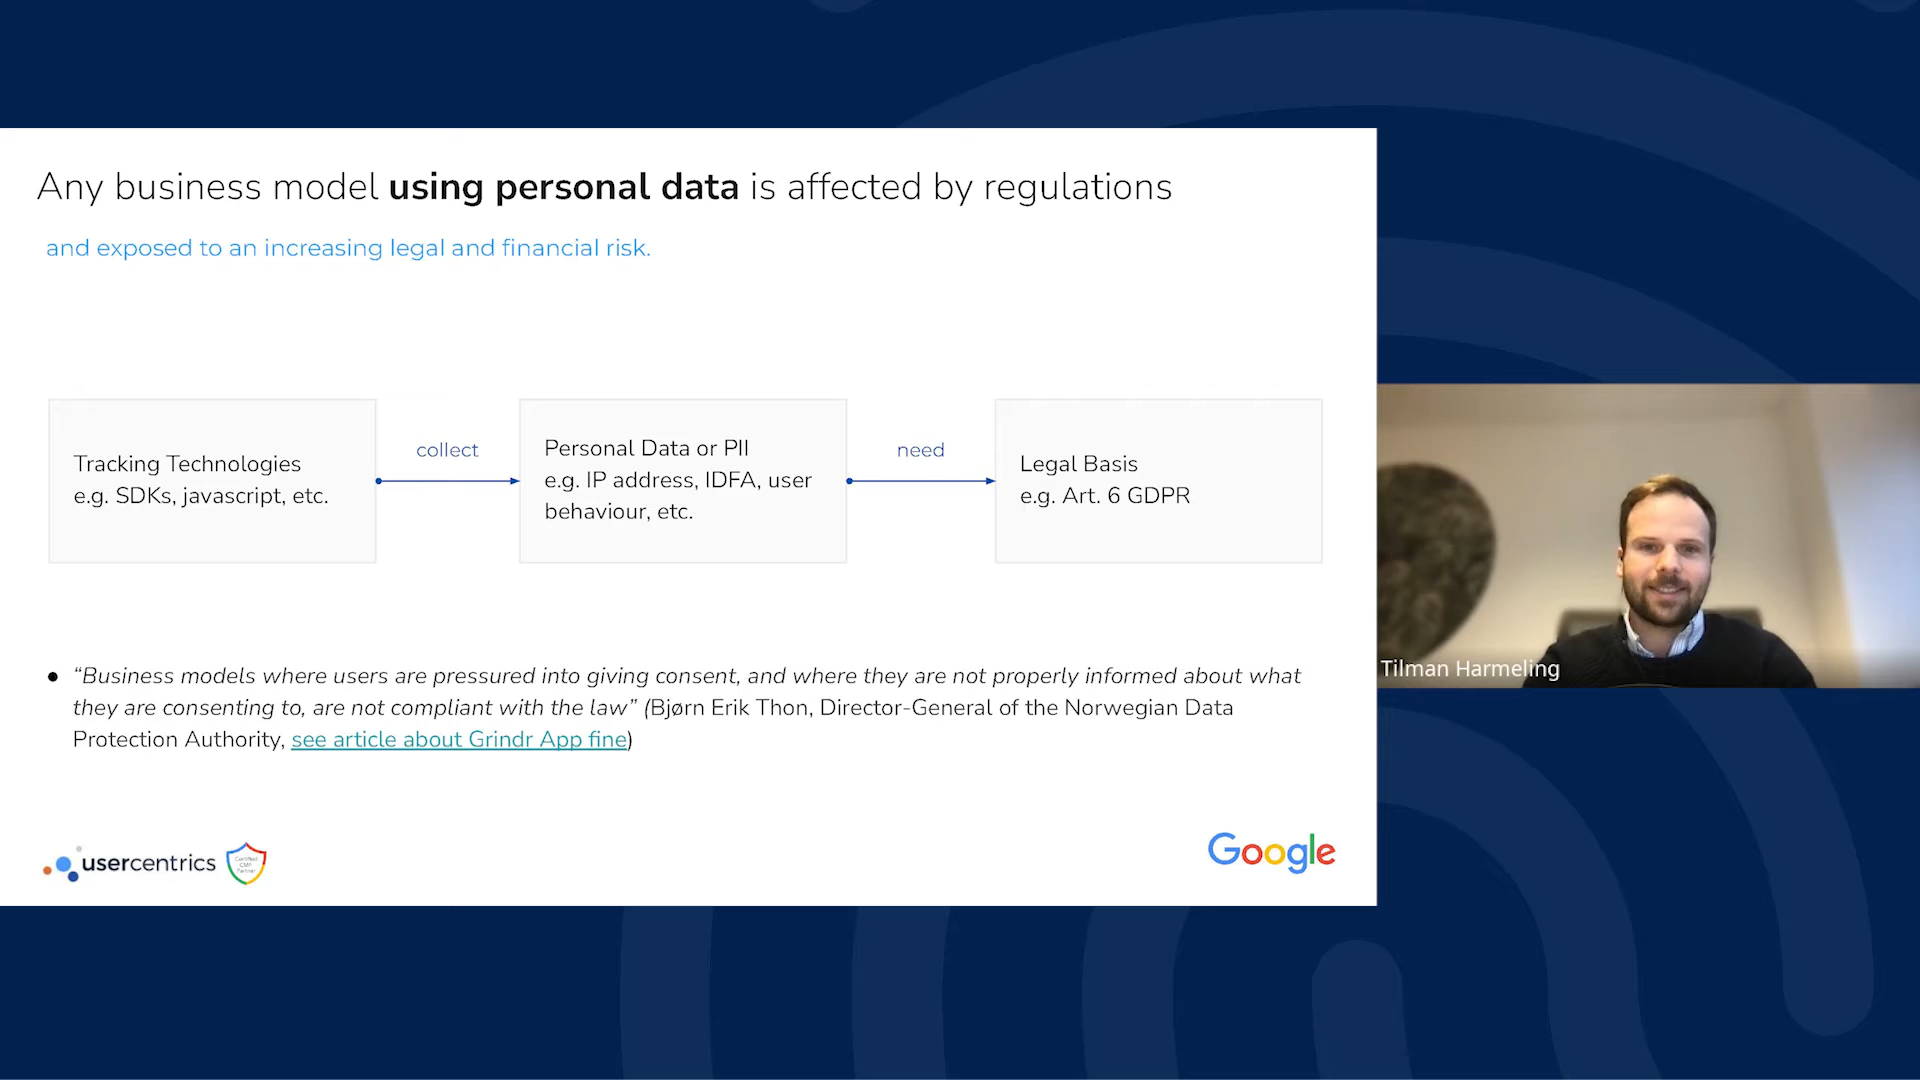 Any business model using personal data is affected by regulations
and exposed to an increasing legal and financial risk.
Tracking Technologies
e.g. SDKs, javascript, etc.
collect
Personal Data or PII
e.g. IP address, IDFA, user
behaviour, etc.
need
Legal Basis
e.g. Art. 6 GDPR
● “Business models where users are pressured into giving consent, and where they are not properly informed about what
they are consenting to, are not compliant with the law” (Bjørn Erik Thon, Director-General of the Norwegian Data
Protection Authority, see article about Grindr App fine)
usercentrics
Certified
CMP
Partner
Google
Tilman Harmeling